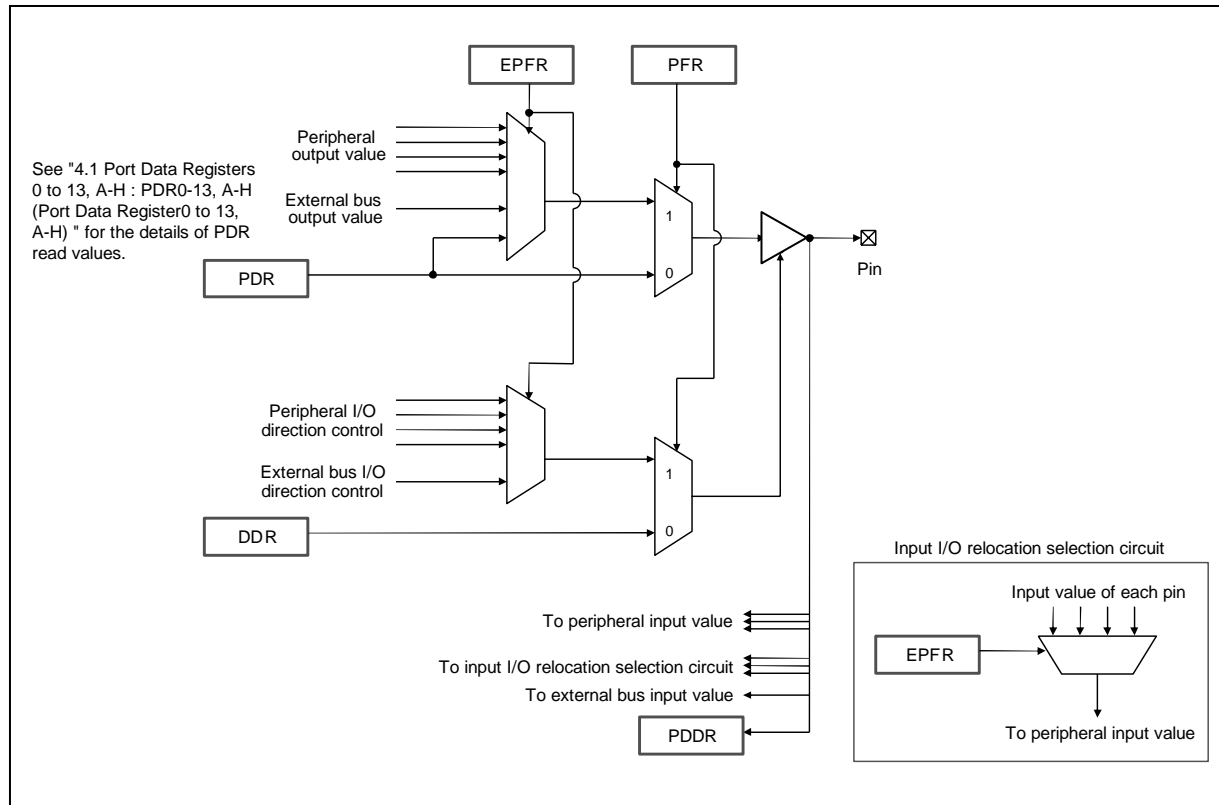 EPFR
PFR
Peripheral
output value
See "4.1 Port Data Registers
0 to 13, A-H : PDR0-13, A-H
(Port Data Register0 to 13,
A-H) " for the details of PDR
read values.
External bus
output value
1
0
PDR
Pin
Peripheral I/O
direction control
External bus I/O
direction control
1
0
DDR
Input I/O relocation selection circuit
Input value of each pin
EPFR
To peripheral input value
To peripheral input value
To input I/O relocation selection circuit
To external bus input value
PDDR